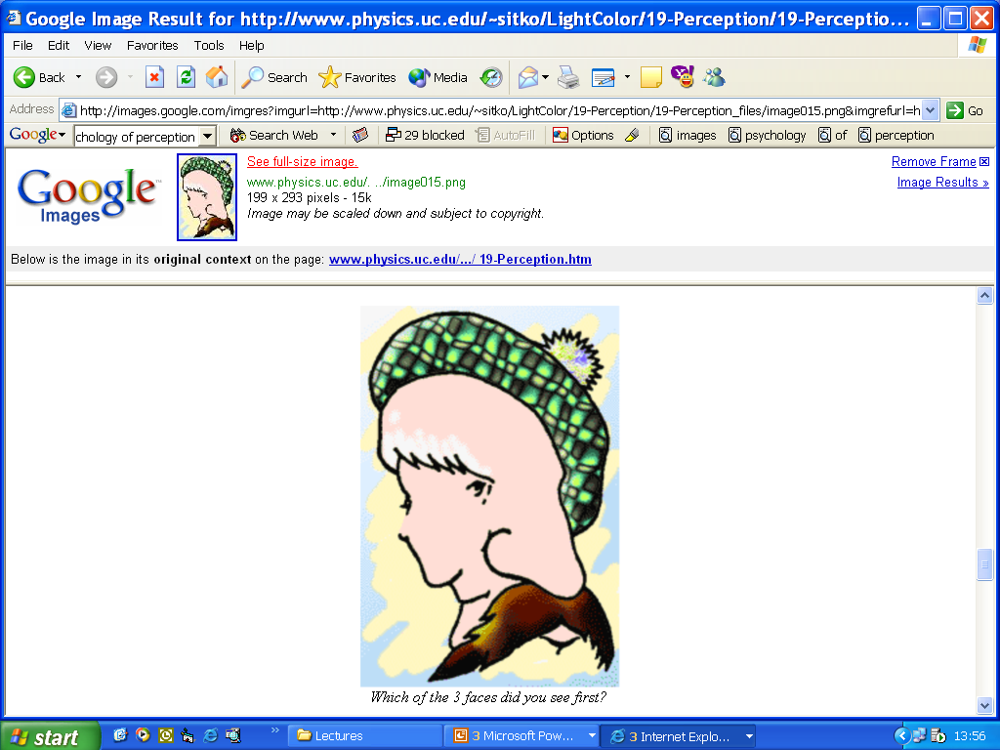 Google Image Result for http://www.physics.uc.edu/~sitko/LightColor/19-Perception/19-Perceptio...
File Edit View Favorites Tools Help
Back Search Favorites Media
Address http://images.google.com/imgres?imgurl=http://www.physics.uc.edu/~sitko/LightColor/19-Perception/19-Perception_files/image015.png&imgrefurl=h Go
Google chology of perception Search Web 29 blocked AutoFill Options images psychology of perception
Google™
Images
See full-size image.
www.physics.uc.edu/. ../image015.png
199 x 293 pixels - 15k
Image may be scaled down and subject to copyright.
Remove Frame
Image Results »
Below is the image in its original context on the page: www.physics.uc.edu/.../ 19-Perception.htm
Which of the 3 faces did you see first?
start Lectures 3 Microsoft Pow... 3 Internet Explo... 13:56